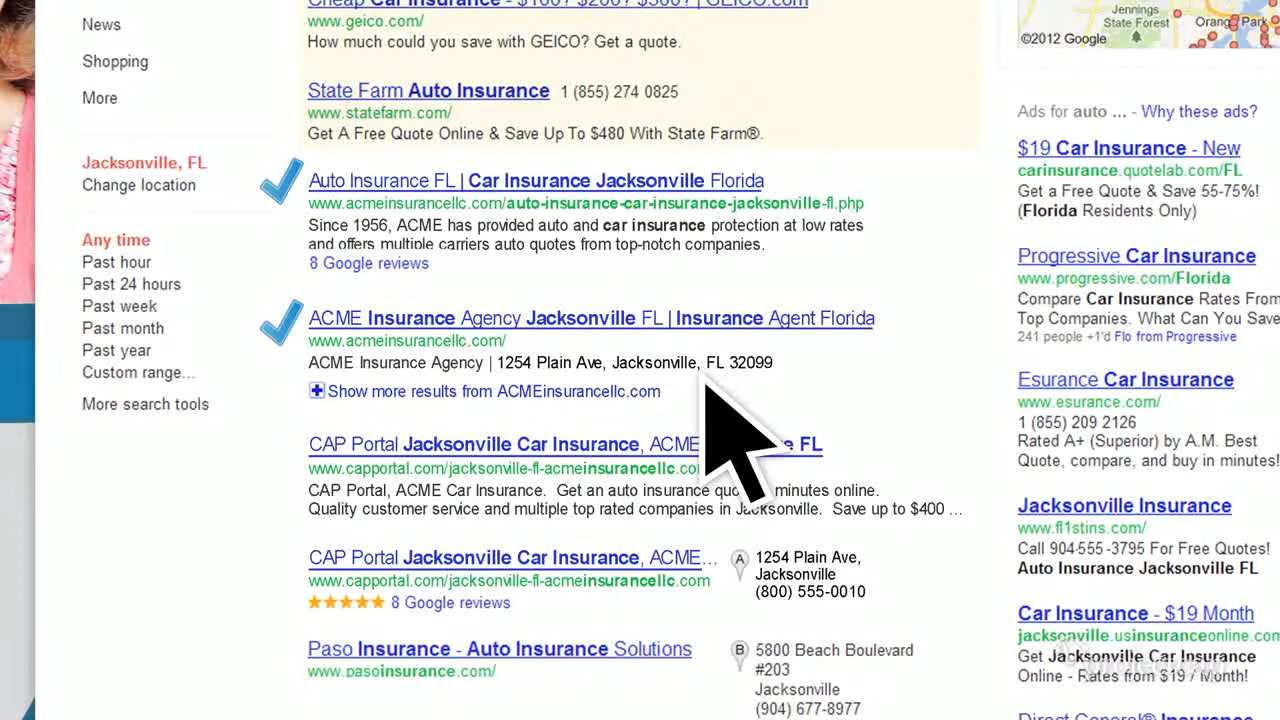 News
Shopping
More
Jacksonville, FL
Change location
Any time
Past hour
Past 24 hours
Past week
Past month
Past year
Custom range...
More search tools
Cheap Car Insurance - $100? $200? $300? | GEICO.com
www.geico.com/
How much could you save with GEICO? Get a quote.
State Farm Auto Insurance 1 (855) 274 0825
www.statefarm.com/
Get A Free Quote Online & Save Up To $480 With State Farm®.
Auto Insurance FL | Car Insurance Jacksonville Florida
www.acmeinsurancellc.com/auto-insurance-car-insurance-jacksonville-fl.php
Since 1956, ACME has provided auto and car insurance protection at low rates
and offers multiple carriers auto quotes from top-notch companies.
8 Google reviews
ACME Insurance Agency Jacksonville FL | Insurance Agent Florida
www.acmeinsurancellc.com/
ACME Insurance Agency | 1254 Plain Ave, Jacksonville, FL 32099
Show more results from ACMEinsurancellc.com
CAP Portal Jacksonville Car Insurance, ACME FL
www.capportal.com/jacksonville-fl-acmeinsurancellc.co
CAP Portal, ACME Car Insurance. Get an auto insurance quo minutes online.
Quality customer service and multiple top rated companies in Jacksonville. Save up to $400 ...
CAP Portal Jacksonville Car Insurance, ACME...
www.capportal.com/jacksonville-fl-acmeinsurancellc.com
8 Google reviews
A 1254 Plain Ave,
Jacksonville
(800) 555-0010
Paso Insurance - Auto Insurance Solutions
www.pasoinsurance.com/
B 5800 Beach Boulevard
#203
Jacksonville
(904) 677-8977
Jennings
State Forest
Orange Park
©2012 Google
Ads for auto ... - Why these ads?
$19 Car Insurance - New
carinsurance.quotelab.com/FL
Get a Free Quote & Save 55-75%!
(Florida Residents Only)
Progressive Car Insurance
www.progressive.com/Florida
Compare Car Insurance Rates From
Top Companies. What Can You Save
241 people +1'd Flo from Progressive
Esurance Car Insurance
www.esurance.com/
1 (855) 209 2126
Rated A+ (Superior) by A.M. Best
Quote, compare, and buy in minutes!
Jacksonville Insurance
www.fl1stins.com/
Call 904-555-3795 For Free Quotes!
Auto Insurance Jacksonville FL
Car Insurance - $19 Month
jacksonville.usinsuranceonline.com
Get Jacksonville Car Insurance
Online - Rates from $19 / Month!
Direct General® Insurance